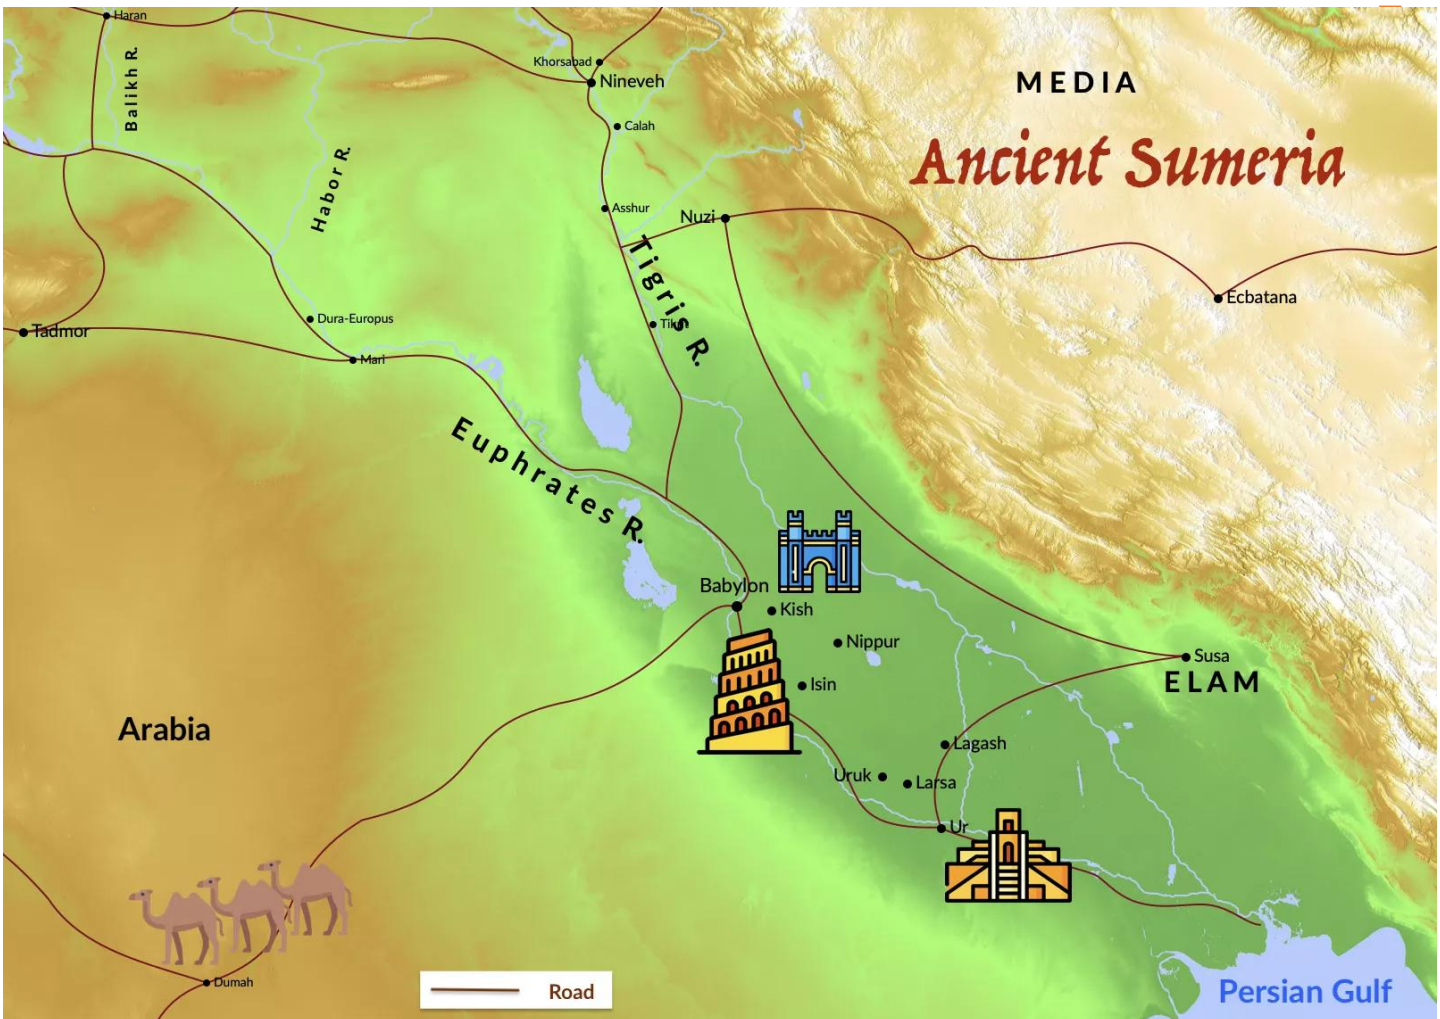 Haran
Balikh R.
Habor R.
Khorsabad
Nineveh
Calah
MEDIA
Ancient Sumeria
Asshur
Nuzi
Tigris R.
Ecbatana
Dura-Europus
Tadmor
Mari
Euphrates R.
Babylon
Kish
Nippur
Isin
Susa
ELAM
Arabia
Lagash
Uruk
Larsa
Ur
Dumah
Road
Persian Gulf